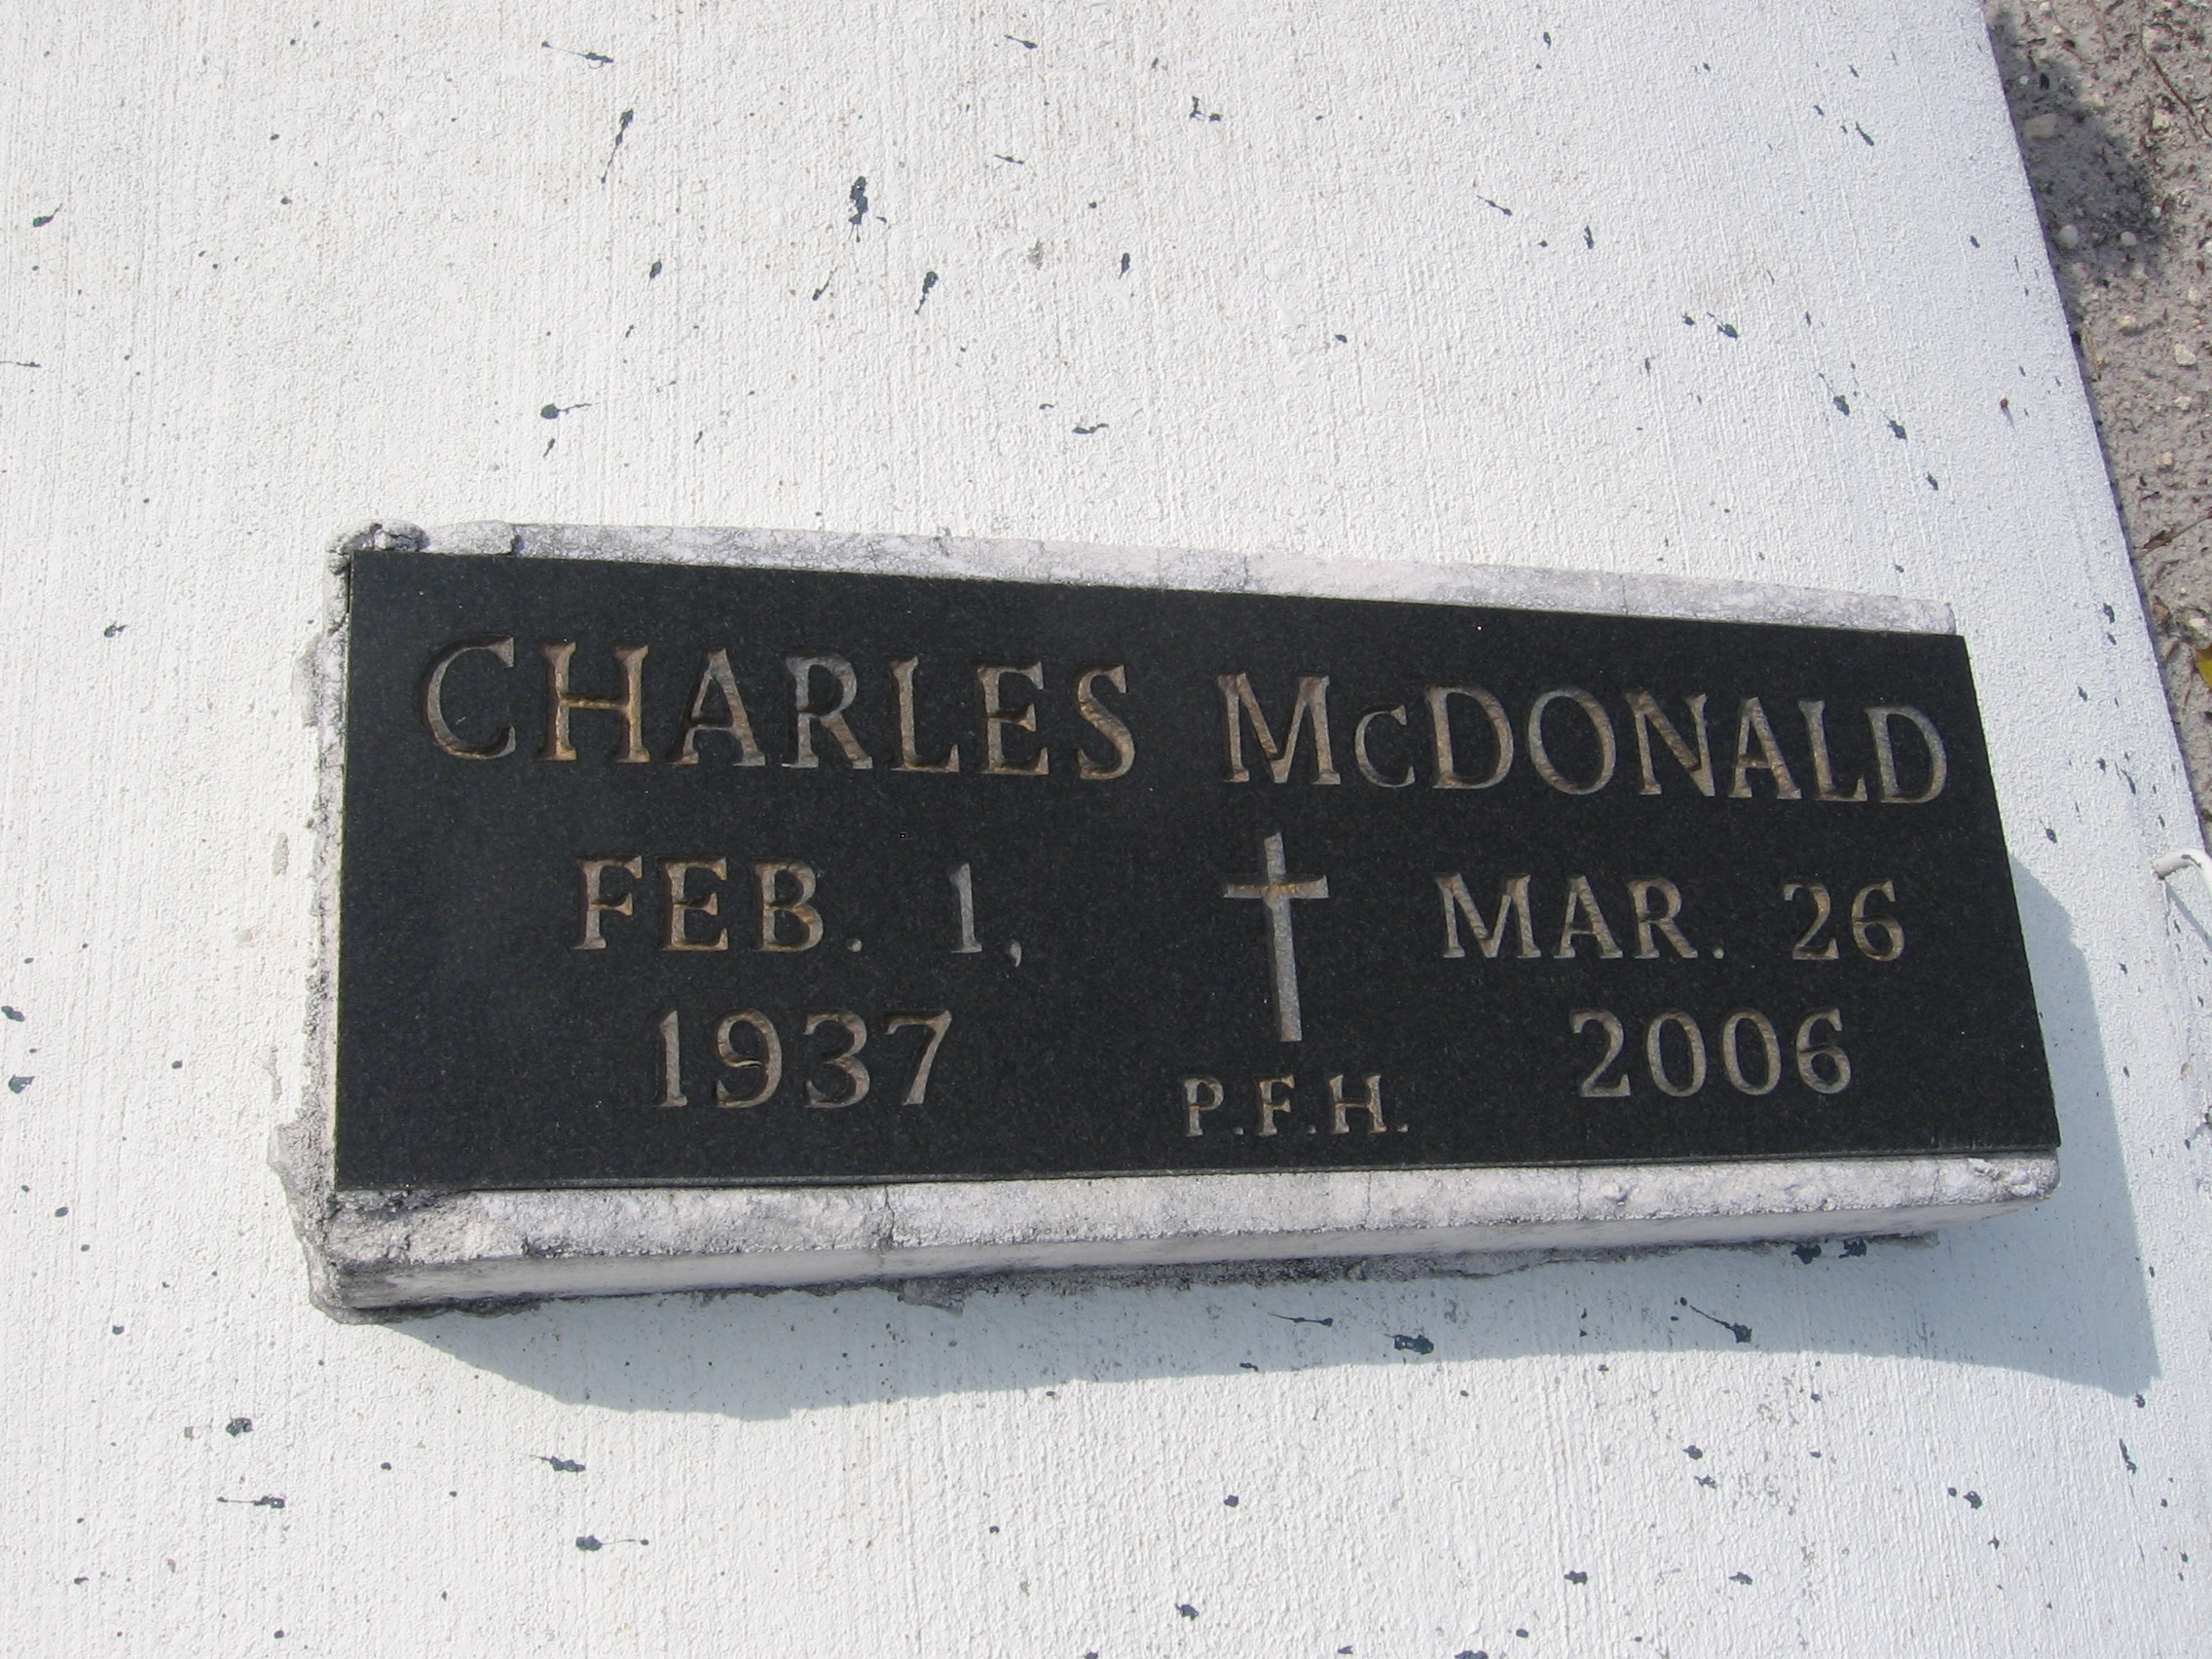 CHARLES McDONALD
FEB. 1, MAR. 26
1937 2006
P.F.H.